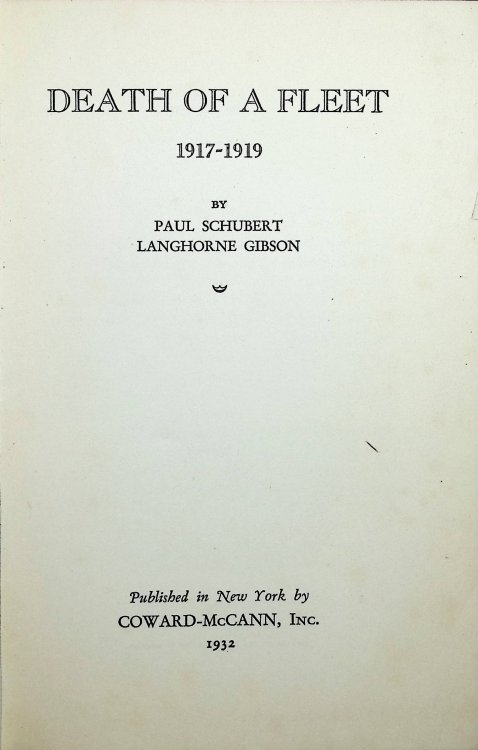 DEATH OF A FLEET
1917-1919
BY
PAUL SCHUBERT
LANGHORNE GIBSON
Published in New York by
COWARD-McCANN, INC.
1932